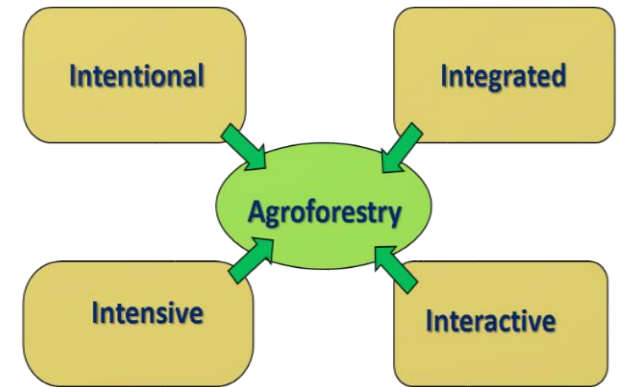 Intentional
Integrated
Agroforestry
Intensive
Interactive